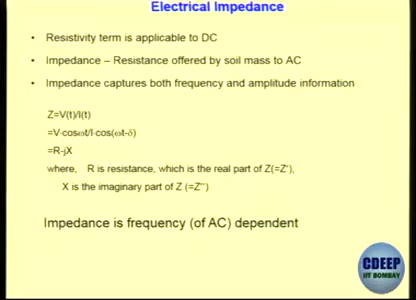 Electrical Impedance
• Resistivity term is applicable to DC
• Impedance – Resistance offered by soil mass to AC
• Impedance captures both frequency and amplitude information
Z=V(t)/I(t)
=V·cosωt/I·cos(ωt-δ)
=R-jX
where, R is resistance, which is the real part of Z(=Z'),
X is the imaginary part of Z (=Z'')
Impedance is frequency (of AC) dependent
CDEEP
IIT BOMBAY